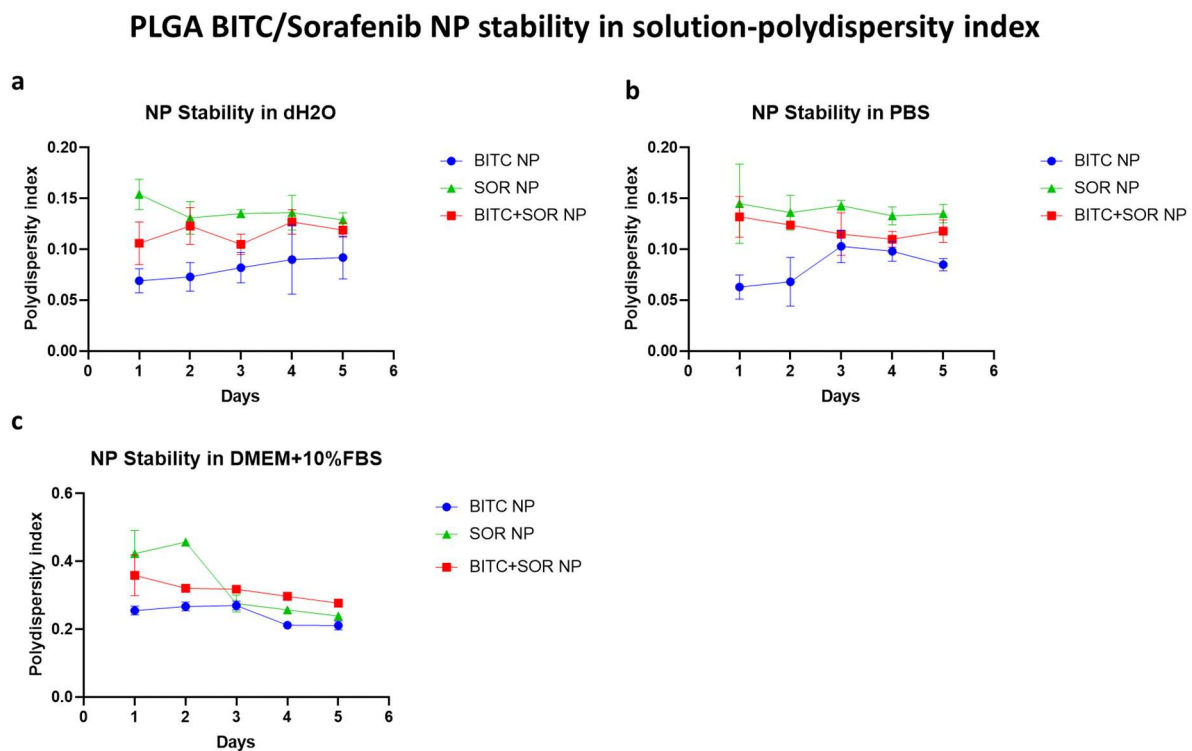 PLGA BITC/Sorafenib NP stability in solution-polydispersity index
a
NP Stability in dH2O
Polydispersity index
0.20
0.15
0.10
0.05
0.00
0 1 2 3 4 5 6
Days
BITC NP
SOR NP
BITC+SOR NP
b
NP Stability in PBS
Polydispersity index
0.20
0.15
0.10
0.05
0.00
0 1 2 3 4 5 6
Days
BITC NP
SOR NP
BITC+SOR NP
c
NP Stability in DMEM+10%FBS
Polydispersity index
0.6
0.4
0.2
0.0
0 1 2 3 4 5 6
Days
BITC NP
SOR NP
BITC+SOR NP